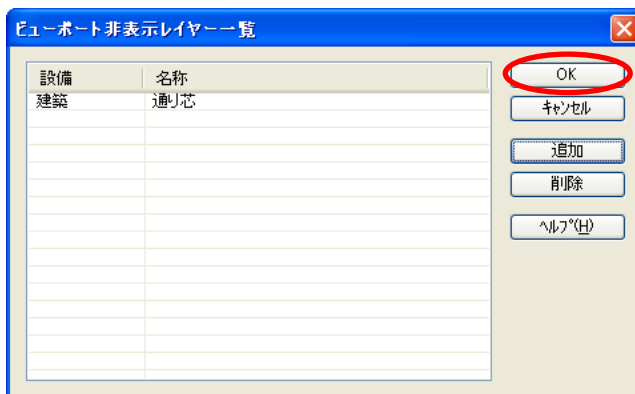 ビューポート非表示レイヤー一覧
設備 名称
建築 通り芯
OK
キャンセル
追加
削除
ヘルプ(H)